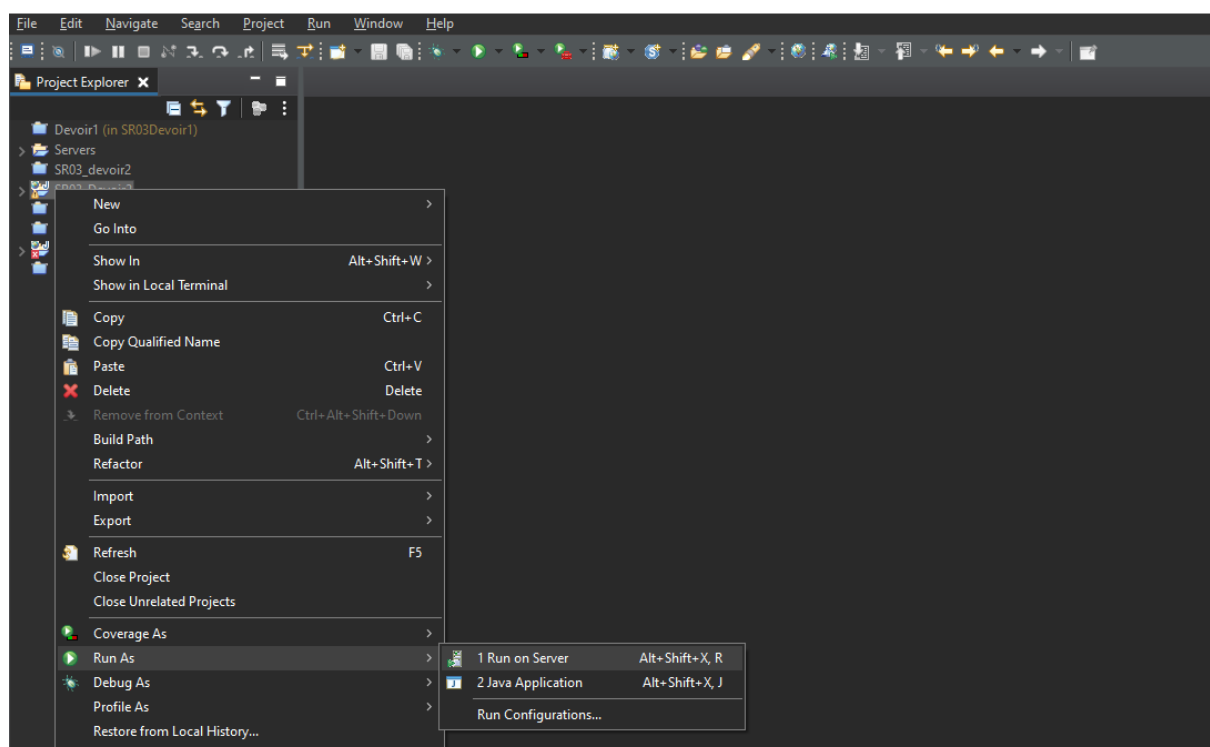 File Edit Navigate Search Project Run Window Help
Project Explorer
Devoir1 (in SR03Devoir1)
Servers
SR03_devoir2
New
Go Into
Show In Alt+Shift+W >
Show in Local Terminal >
Copy Ctrl+C
Copy Qualified Name
Paste Ctrl+V
Delete Delete
Remove from Context Ctrl+Alt+Shift+Down
Build Path
Refactor Alt+Shift+T >
Import
Export
Refresh F5
Close Project
Close Unrelated Projects
Coverage As
Run As
1 Run on Server Alt+Shift+X, R
Debug As
2 Java Application Alt+Shift+X, J
Profile As
Run Configurations...
Restore from Local History...